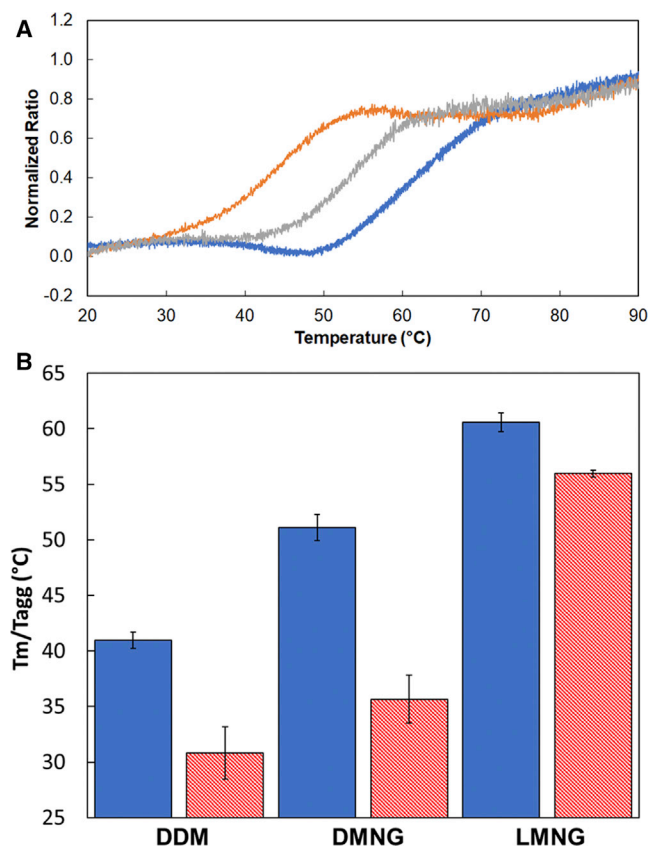 A
Normalized Ratio
1.2
1.0
0.8
0.6
0.4
0.2
0.0
-0.2
20 30 40 50 60 70 80 90
Temperature (°C)
B
Tm/Tagg (°C)
65
60
55
50
45
40
35
30
25
DDM DMNG LMNG